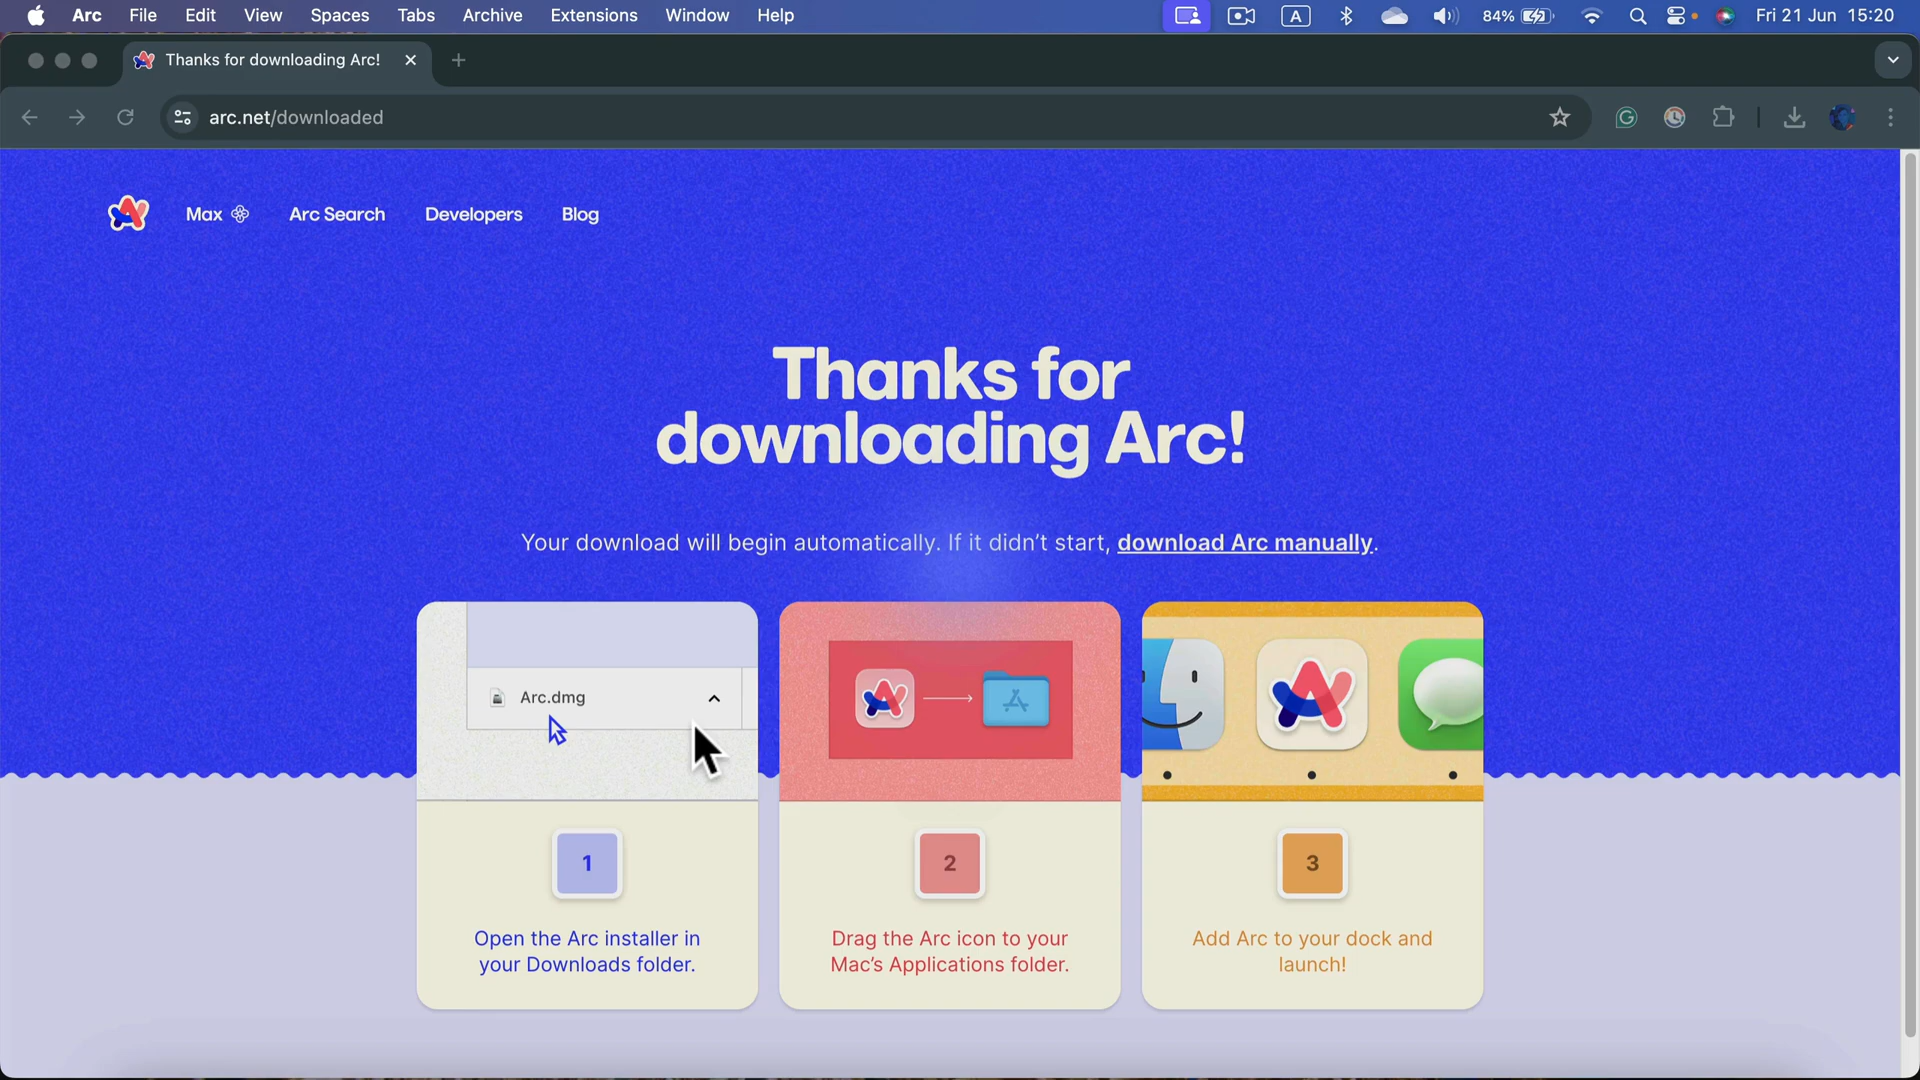 Arc File Edit View Spaces Tabs Archive Extensions Window Help A 84% Fri 21 Jun 15:20
Thanks for downloading Arc!
arc.net/downloaded
Max Arc Search Developers Blog
Thanks for
downloading Arc!
Your download will begin automatically. If it didn’t start, download Arc manually.
Arc.dmg
1
Open the Arc installer in
your Downloads folder.
2
Drag the Arc icon to your
Mac’s Applications folder.
3
Add Arc to your dock and
launch!